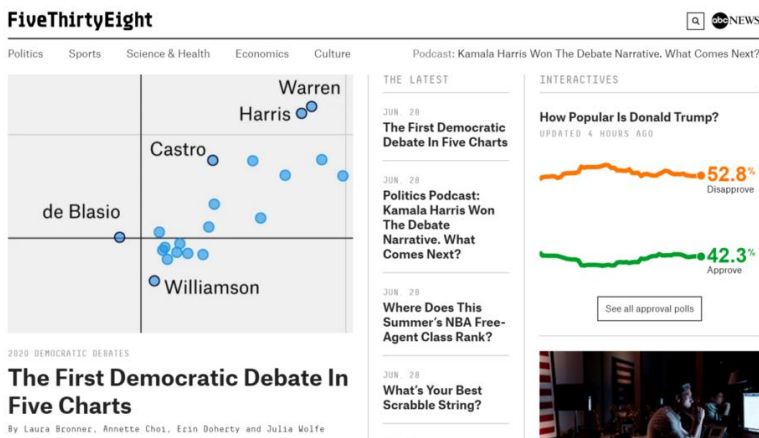 FiveThirtyEight
abc NEWS
Politics Sports Science & Health Economics Culture
Podcast: Kamala Harris Won The Debate Narrative. What Comes Next?
Warren
Harris
Castro
de Blasio
Williamson
2020 DEMOCRATIC DEBATES
The First Democratic Debate In
Five Charts
By Laura Bronner, Annette Choi, Erin Doherty and Julia Wolfe
THE LATEST
JUN. 28
The First Democratic
Debate In Five Charts
JUN. 28
Politics Podcast:
Kamala Harris Won
The Debate
Narrative. What
Comes Next?
JUN. 28
Where Does This
Summer's NBA Free-
Agent Class Rank?
JUN. 28
What's Your Best
Scrabble String?
INTERACTIVES
How Popular Is Donald Trump?
UPDATED 4 HOURS AGO
52.8%
Disapprove
42.3%
Approve
See all approval polls